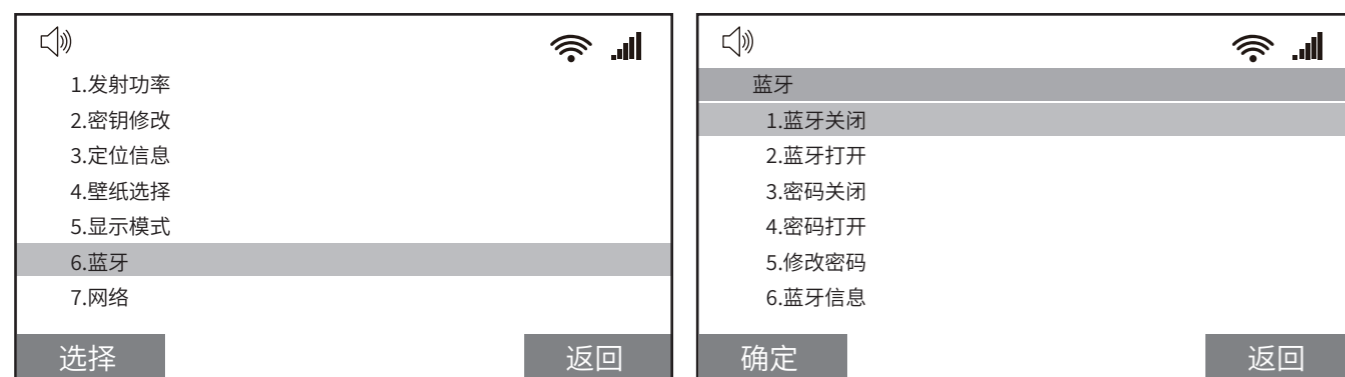 1.发射功率
2.密钥修改
3.定位信息
4.壁纸选择
5.显示模式
6.蓝牙
7.网络
选择
返回
蓝牙
1.蓝牙关闭
2.蓝牙打开
3.密码关闭
4.密码打开
5.修改密码
6.蓝牙信息
确定
返回